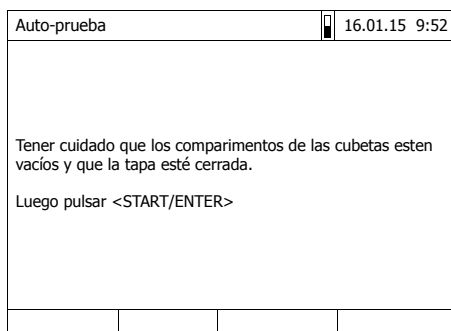 Auto-prueba 16.01.15 9:52
Tener cuidado que los comparimentos de las cubetas esten
vacíos y que la tapa esté cerrada.
Luego pulsar <START/ENTER>